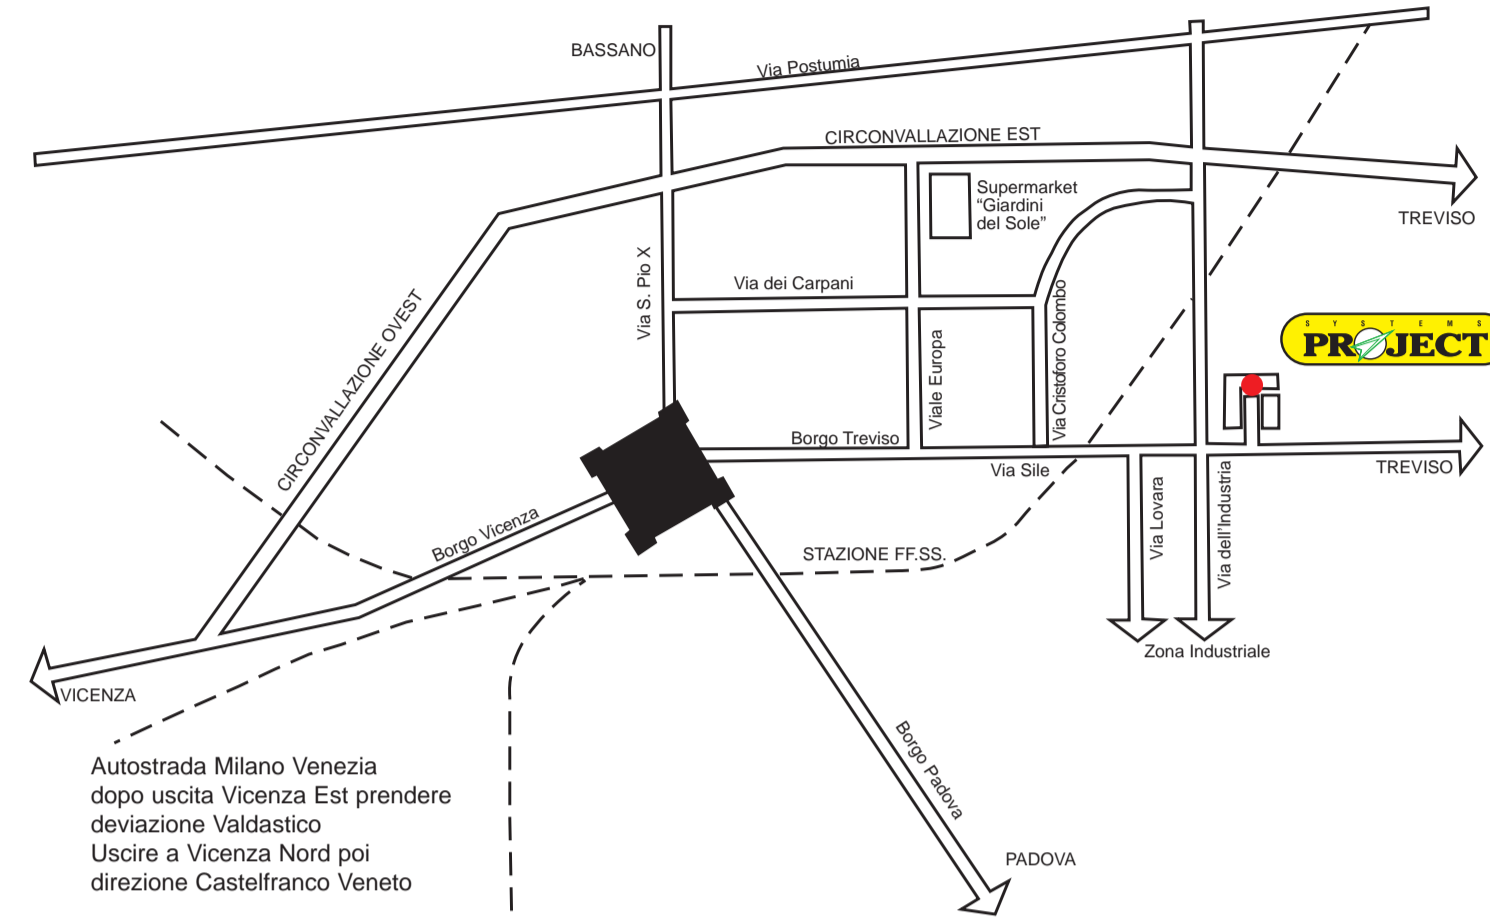 BASSANO
Via Postumia
CIRCONVALLAZIONE EST
Supermarket
“Giardini
del Sole”
TREVISO
Via S. Pio X
Via dei Carpani
CIRCONVALLAZIONE OVEST
Viale Europa
Via Cristoforo Colombo
SYSTEMS
PROJECT
Borgo Treviso
Via Sile
TREVISO
Borgo Vicenza
STAZIONE FF.SS.
Via Lovara
Via dell'Industria
Zona Industriale
VICENZA
Borgo Padova
PADOVA
Autostrada Milano Venezia
dopo uscita Vicenza Est prendere
deviazione Valdastico
Uscire a Vicenza Nord poi
direzione Castelfranco Veneto